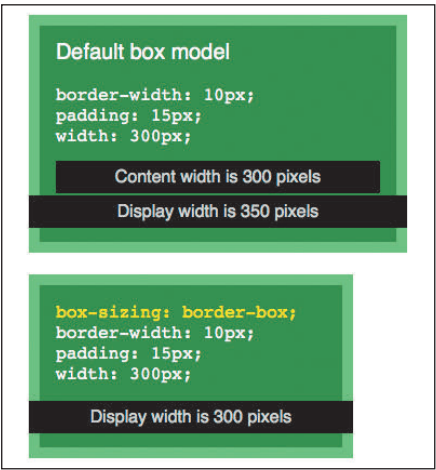 Default box model
border-width: 10px;
padding: 15px;
width: 300px;
Content width is 300 pixels
Display width is 350 pixels
box-sizing: border-box;
border-width: 10px;
padding: 15px;
width: 300px;
Display width is 300 pixels